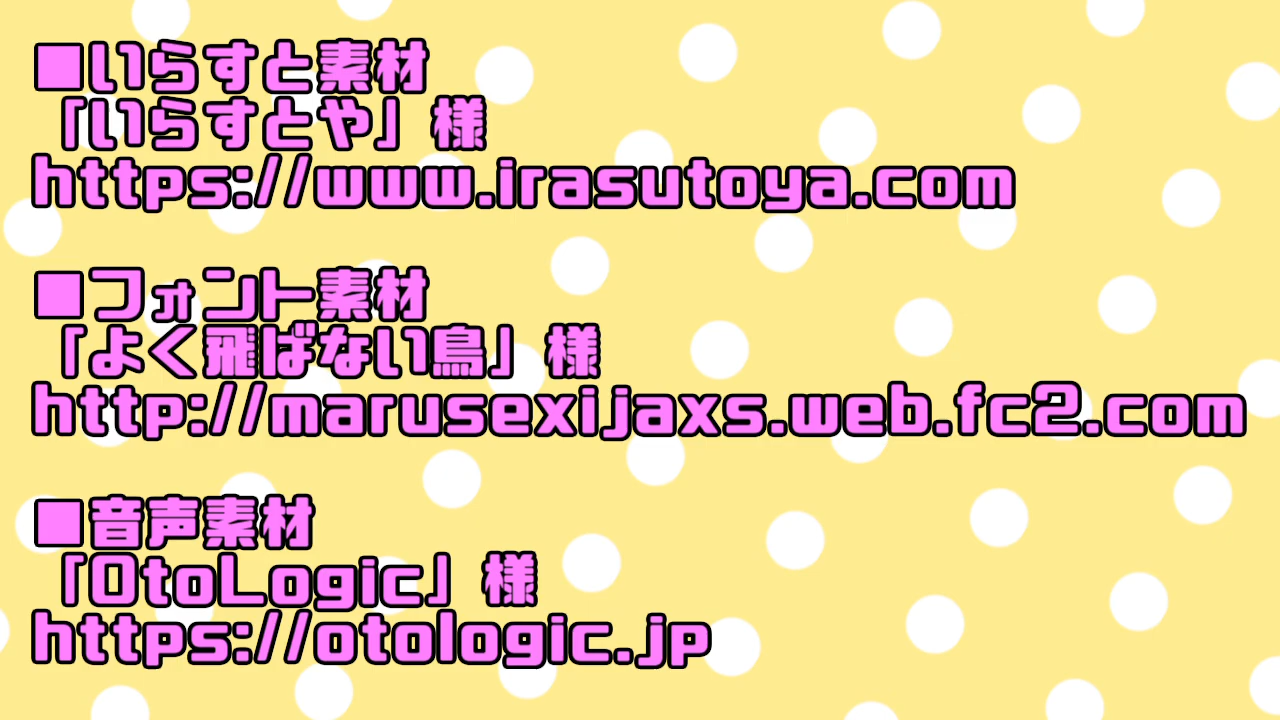 ■いらすと素材
「いらすとや」様
https://www.irasutoya.com
■フォント素材
「よく飛ばない鳥」様
http://marusexijaxs.web.fc2.com
■音声素材
「OtoLogic」様
https://otologic.jp